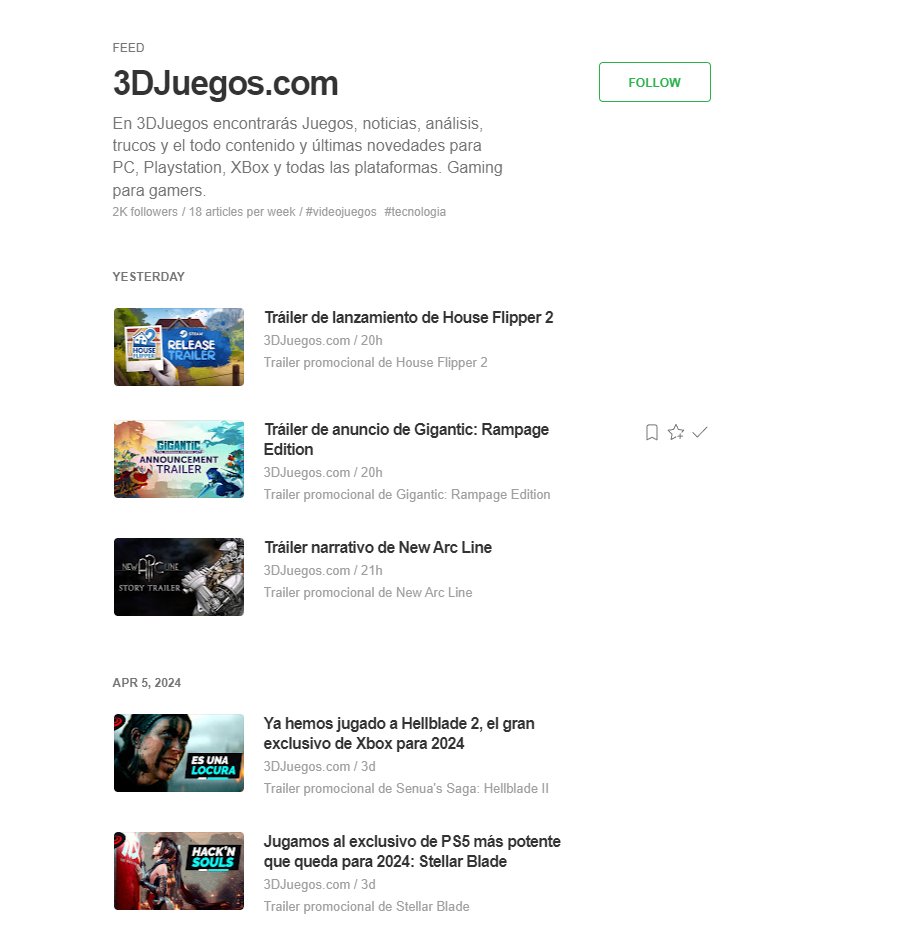 FEED
3DJuegos.com
FOLLOW
En 3DJuegos encontrarás Juegos, noticias, análisis,
trucos y el todo contenido y últimas novedades para
PC, Playstation, XBox y todas las plataformas. Gaming
para gamers.
2K followers / 18 articles per week / #videojuegos #tecnologia
YESTERDAY
STEAM
RELEASE
TRAILER
HOUSE
FLIPPER
2
Tráiler de lanzamiento de House Flipper 2
3DJuegos.com / 20h
Trailer promocional de House Flipper 2
GIGANTIC
ANNOUNCEMENT
TRAILER
Tráiler de anuncio de Gigantic: Rampage
Edition
3DJuegos.com / 20h
Trailer promocional de Gigantic: Rampage Edition
NEW ARC LINE
STORY TRAILER
Tráiler narrativo de New Arc Line
3DJuegos.com / 21h
Trailer promocional de New Arc Line
APR 5, 2024
ES UNA
LOCURA
Ya hemos jugado a Hellblade 2, el gran
exclusivo de Xbox para 2024
3DJuegos.com / 3d
Trailer promocional de Senua's Saga: Hellblade II
HACK'N
SOULS
Jugamos al exclusivo de PS5 más potente
que queda para 2024: Stellar Blade
3DJuegos.com / 3d
Trailer promocional de Stellar Blade